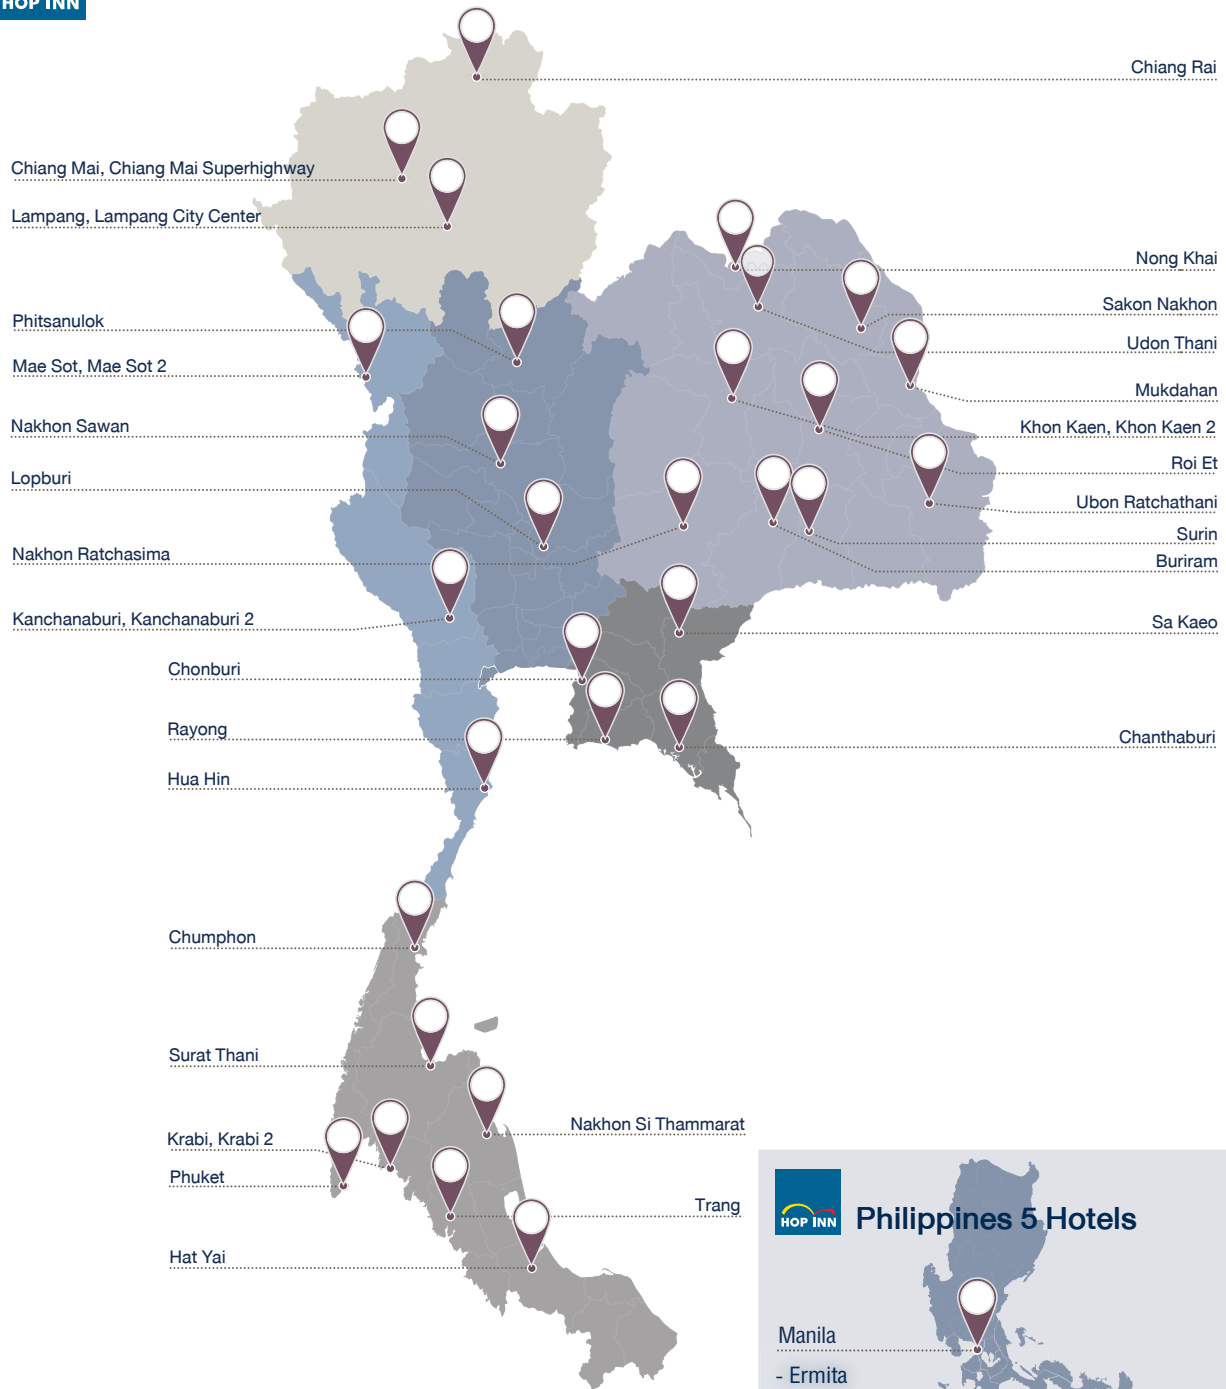 HOP INN
Chiang Rai
Chiang Mai, Chiang Mai Superhighway
Lampang, Lampang City Center
Nong Khai
Sakon Nakhon
Phitsanulok
Udon Thani
Mae Sot, Mae Sot 2
Mukdahan
Nakhon Sawan
Khon Kaen, Khon Kaen 2
Roi Et
Lopburi
Ubon Ratchathani
Surin
Nakhon Ratchasima
Buriram
Kanchanaburi, Kanchanaburi 2
Sa Kaeo
Chonburi
Rayong
Chanthaburi
Hua Hin
Chumphon
Surat Thani
Nakhon Si Thammarat
Krabi, Krabi 2
Phuket
Trang
Hat Yai
HOP INN
Philippines 5 Hotels
Manila
- Ermita